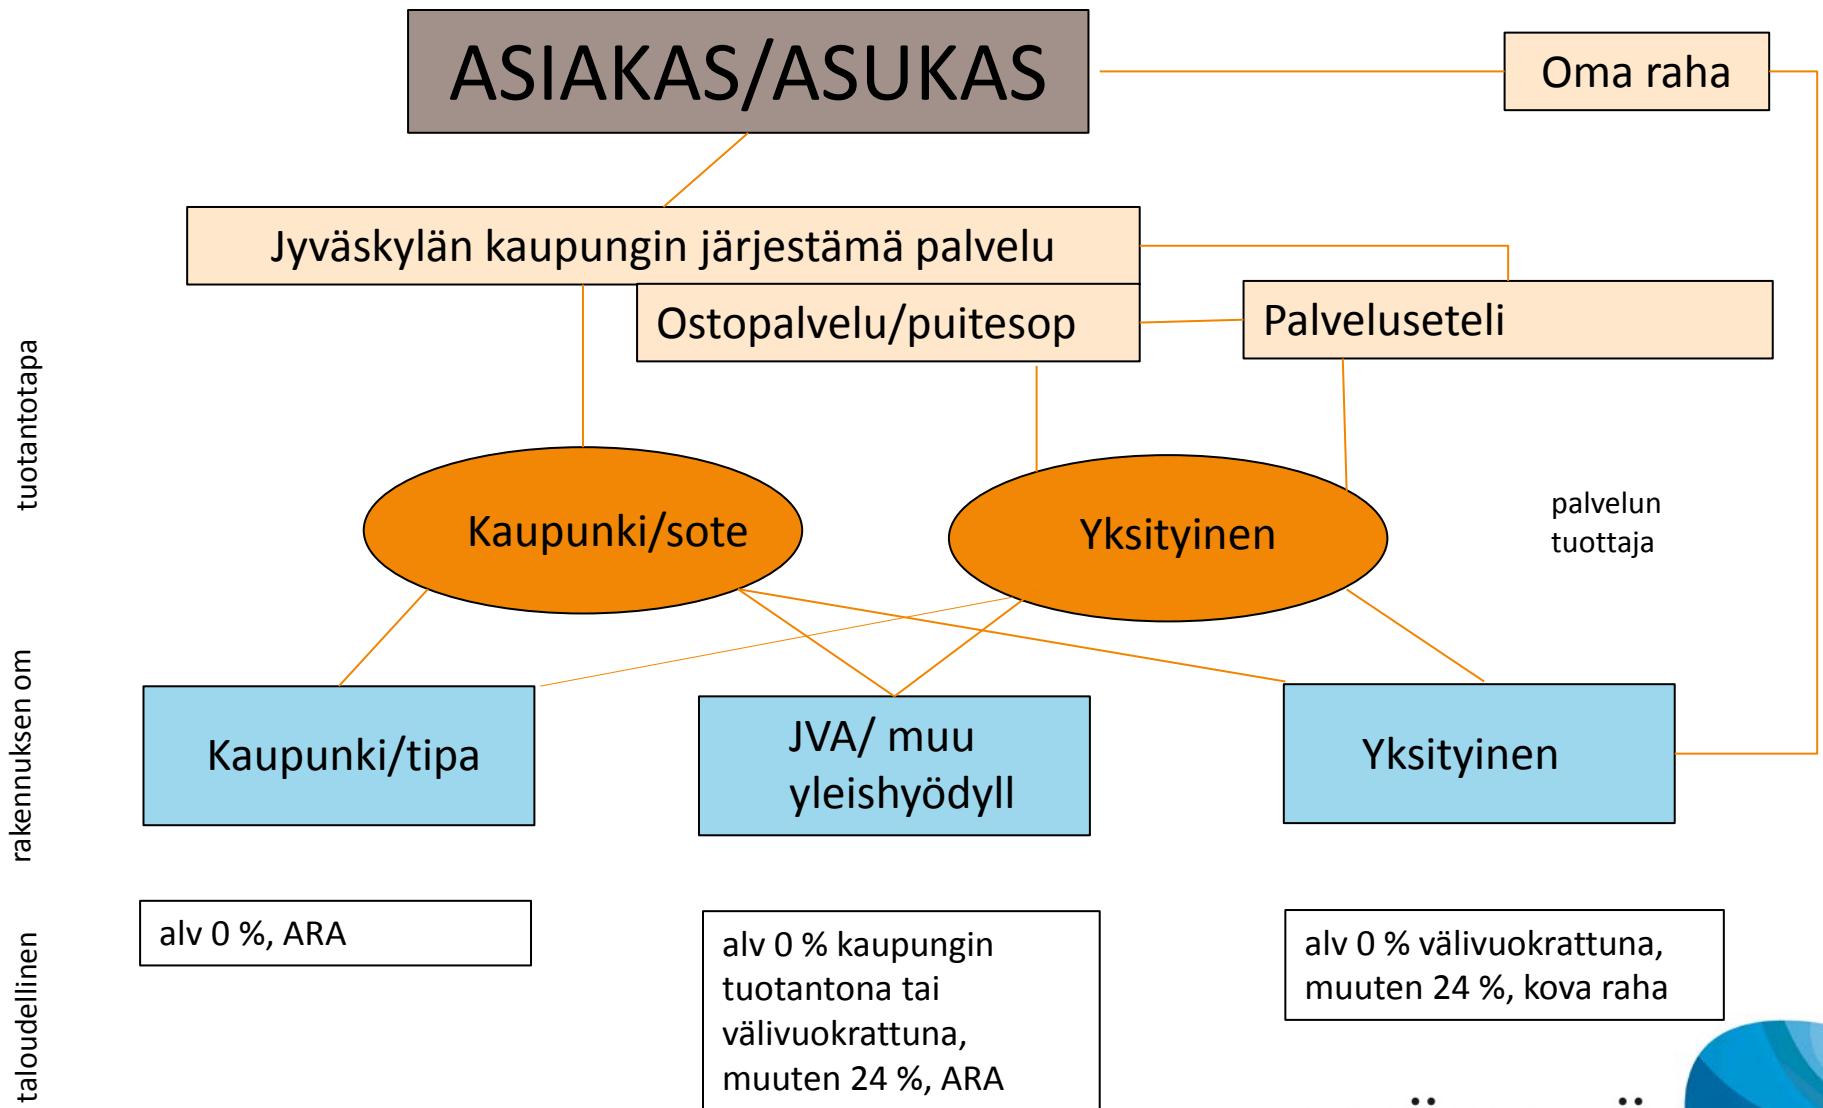 ASIAKAS/ASUKAS
Oma raha
Jyväskylän kaupungin järjestämä palvelu
Ostopalvelu/puitesop
Palveluseteli
tuotantotapa
Kaupunki/sote
Yksityinen
palvelun
tuottaja
rakennuksen om
Kaupunki/tipa
JVA/ muu
yleishyödyll
Yksityinen
taloudellinen
alv 0 %, ARA
alv 0 % kaupungin
tuotantona tai
välivuokrattuna,
muuten 24 %, ARA
alv 0 % välivuokrattuna,
muuten 24 %, kova raha